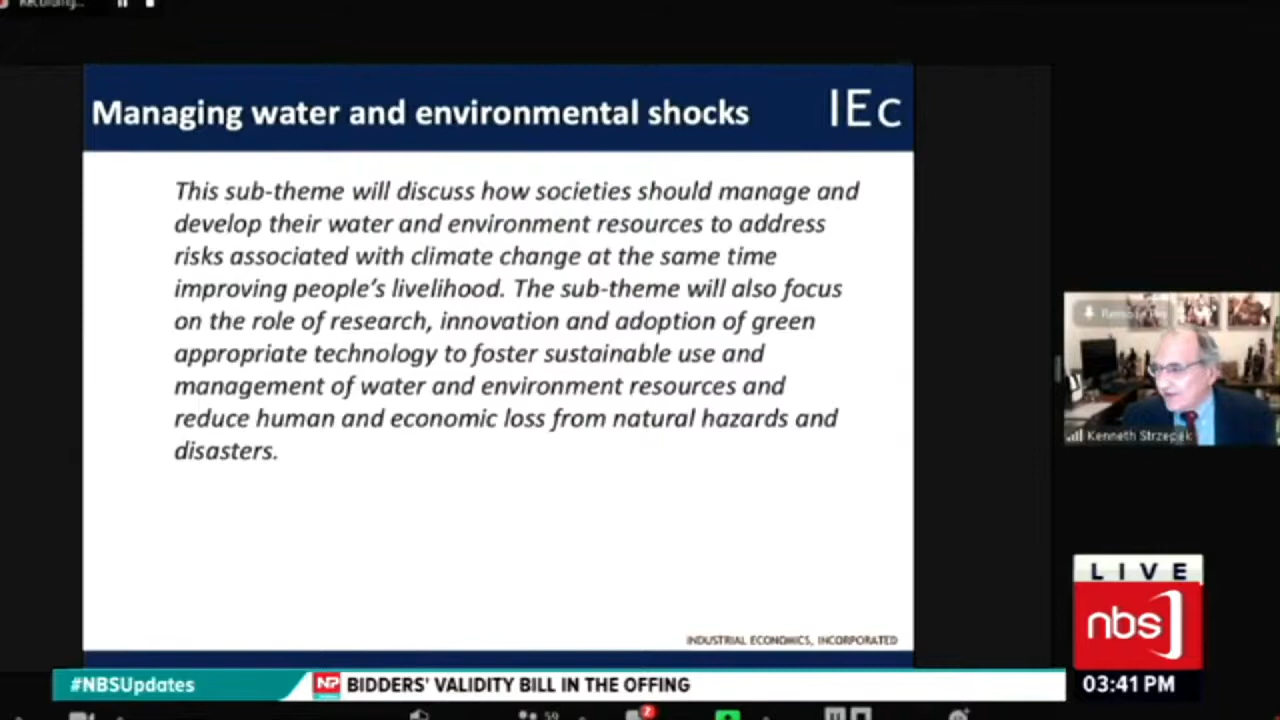 Recording...
Managing water and environmental shocks
IEc
This sub-theme will discuss how societies should manage and
develop their water and environment resources to address
risks associated with climate change at the same time
improving people's livelihood. The sub-theme will also focus
on the role of research, innovation and adoption of green
appropriate technology to foster sustainable use and
management of water and environment resources and
reduce human and economic loss from natural hazards and
disasters.
INDUSTRIAL ECONOMICS, INCORPORATED
Kenneth Strzepek
LIVE
nbs
03:41 PM
#NBSUpdates
NP
BIDDERS' VALIDITY BILL IN THE OFFING
59
2